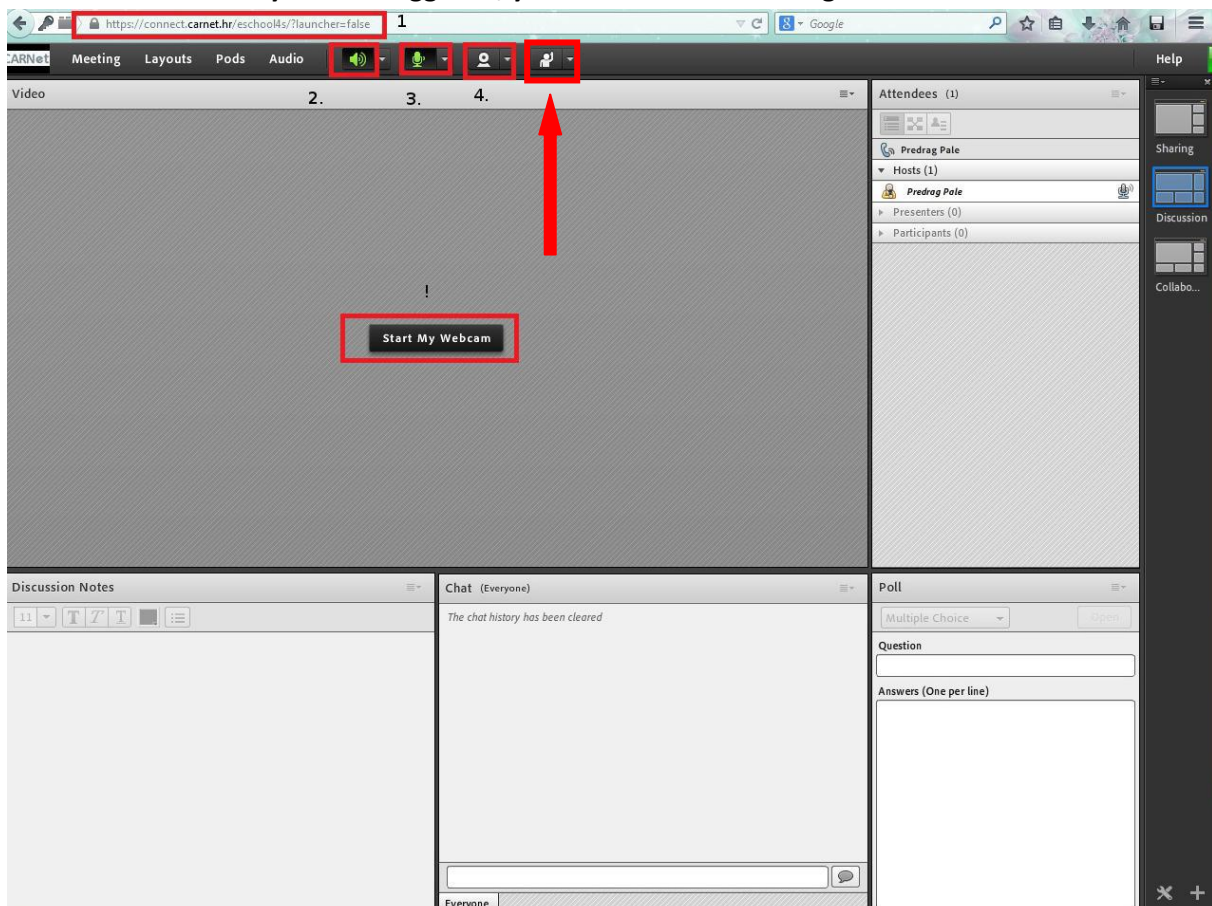 https://connect.carnet.hr/eschool4s/?launcher=false
1
Google
CARNet Meeting Layouts Pods Audio
Help
Video
2.
3.
4.
Attendees (1)
Predrag Pale
Hosts (1)
Predrag Pale
Presenters (0)
Participants (0)
Sharing
Discussion
Collabo...
!
Start My Webcam
Discussion Notes
11 T T T
Chat (Everyone)
The chat history has been cleared
Everyone
Poll
Multiple Choice
Open
Question
Answers (One per line)